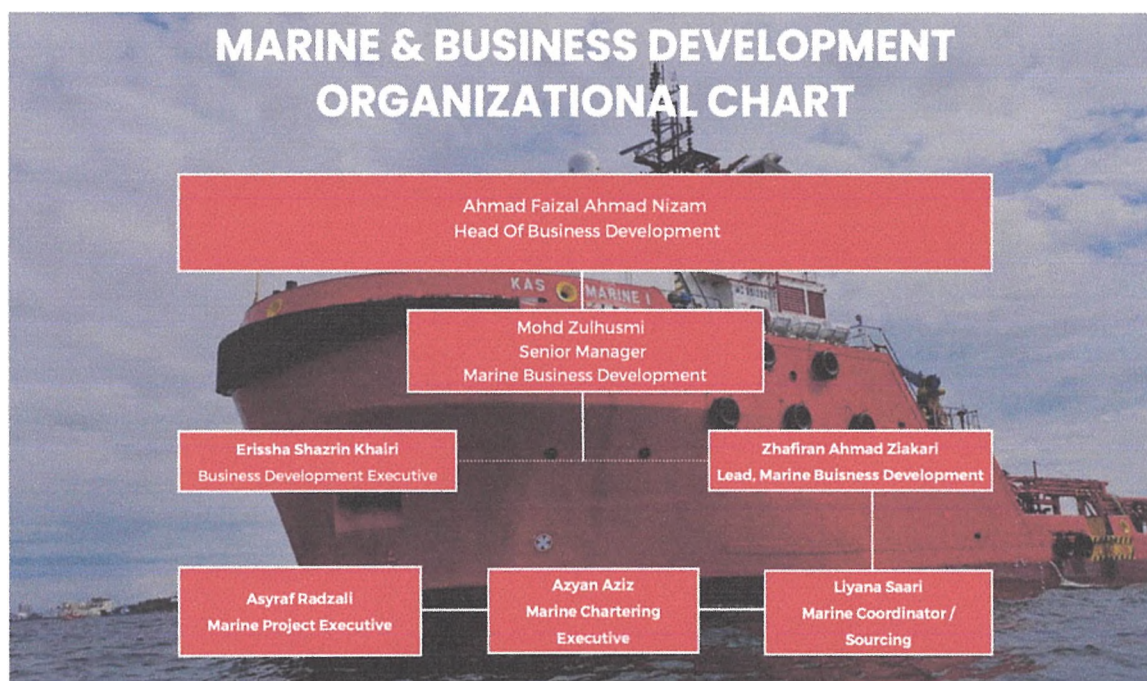 MARINE & BUSINESS DEVELOPMENT
ORGANIZATIONAL CHART
Ahmad Faizal Ahmad Nizam
Head Of Business Development
KAS MARINE 1
Mohd Zulhusmi
Senior Manager
Marine Business Development
Erissha Shazrin Khairi
Business Development Executive
Zhafiran Ahmad Ziakari
Lead, Marine Buisness Development
Asyraf Radzali
Marine Project Executive
Azyan Aziz
Marine Chartering
Executive
Liyana Saari
Marine Coordinator /
Sourcing